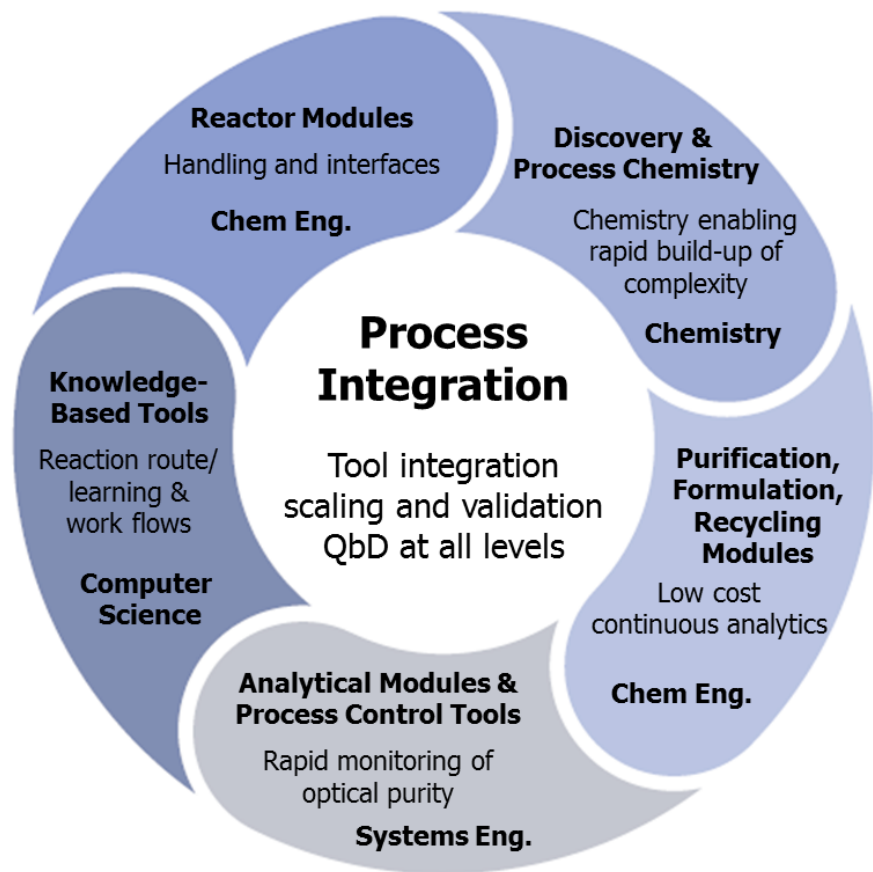 Reactor Modules
Handling and interfaces
Chem Eng.
Discovery &
Process Chemistry
Chemistry enabling
rapid build-up of
complexity
Chemistry
Purification,
Formulation,
Recycling
Modules
Low cost
continuous analytics
Chem Eng.
Analytical Modules &
Process Control Tools
Rapid monitoring of
optical purity
Systems Eng.
Knowledge-
Based Tools
Reaction route/
learning &
work flows
Computer
Science
Process
Integration
Tool integration
scaling and validation
QbD at all levels